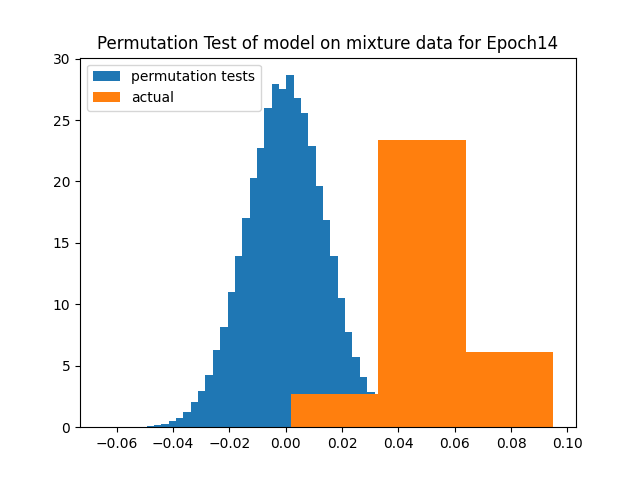 Permutation Test of model on mixture data for Epoch14
permutation tests
actual
30
25
20
15
10
5
0
−0.06 −0.04 −0.02 0.00 0.02 0.04 0.06 0.08 0.10